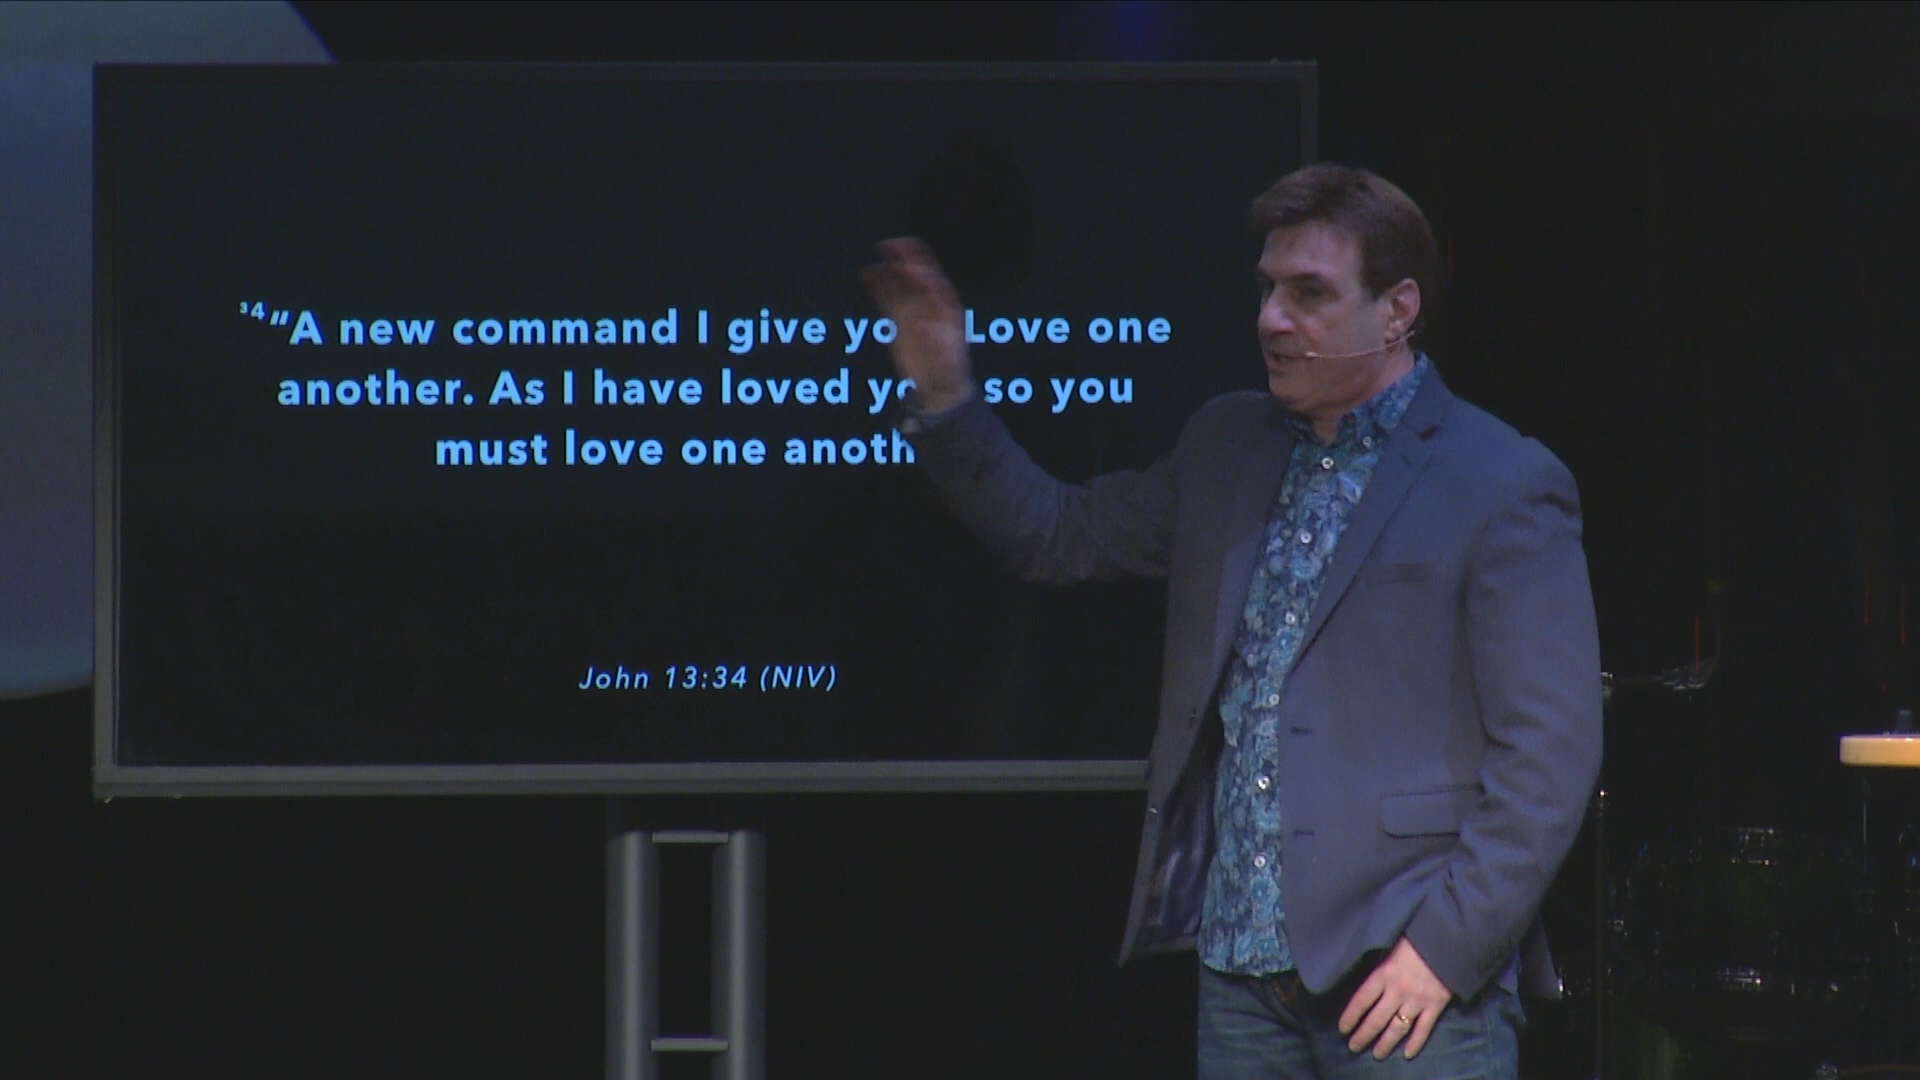 ³⁴“A new command I give yo Love one
another. As I have loved yo so you
must love one anoth
John 13:34 (NIV)